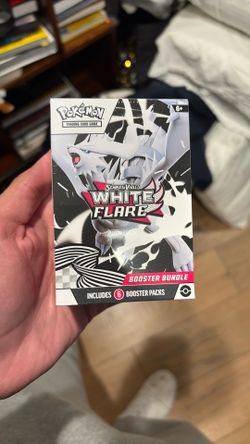 POKéMON
TRADING CARD GAME
6+
SCARLET & VIOLET
WHITE
FLARE
BOOSTER BUNDLE
INCLUDES 6 BOOSTER PACKS